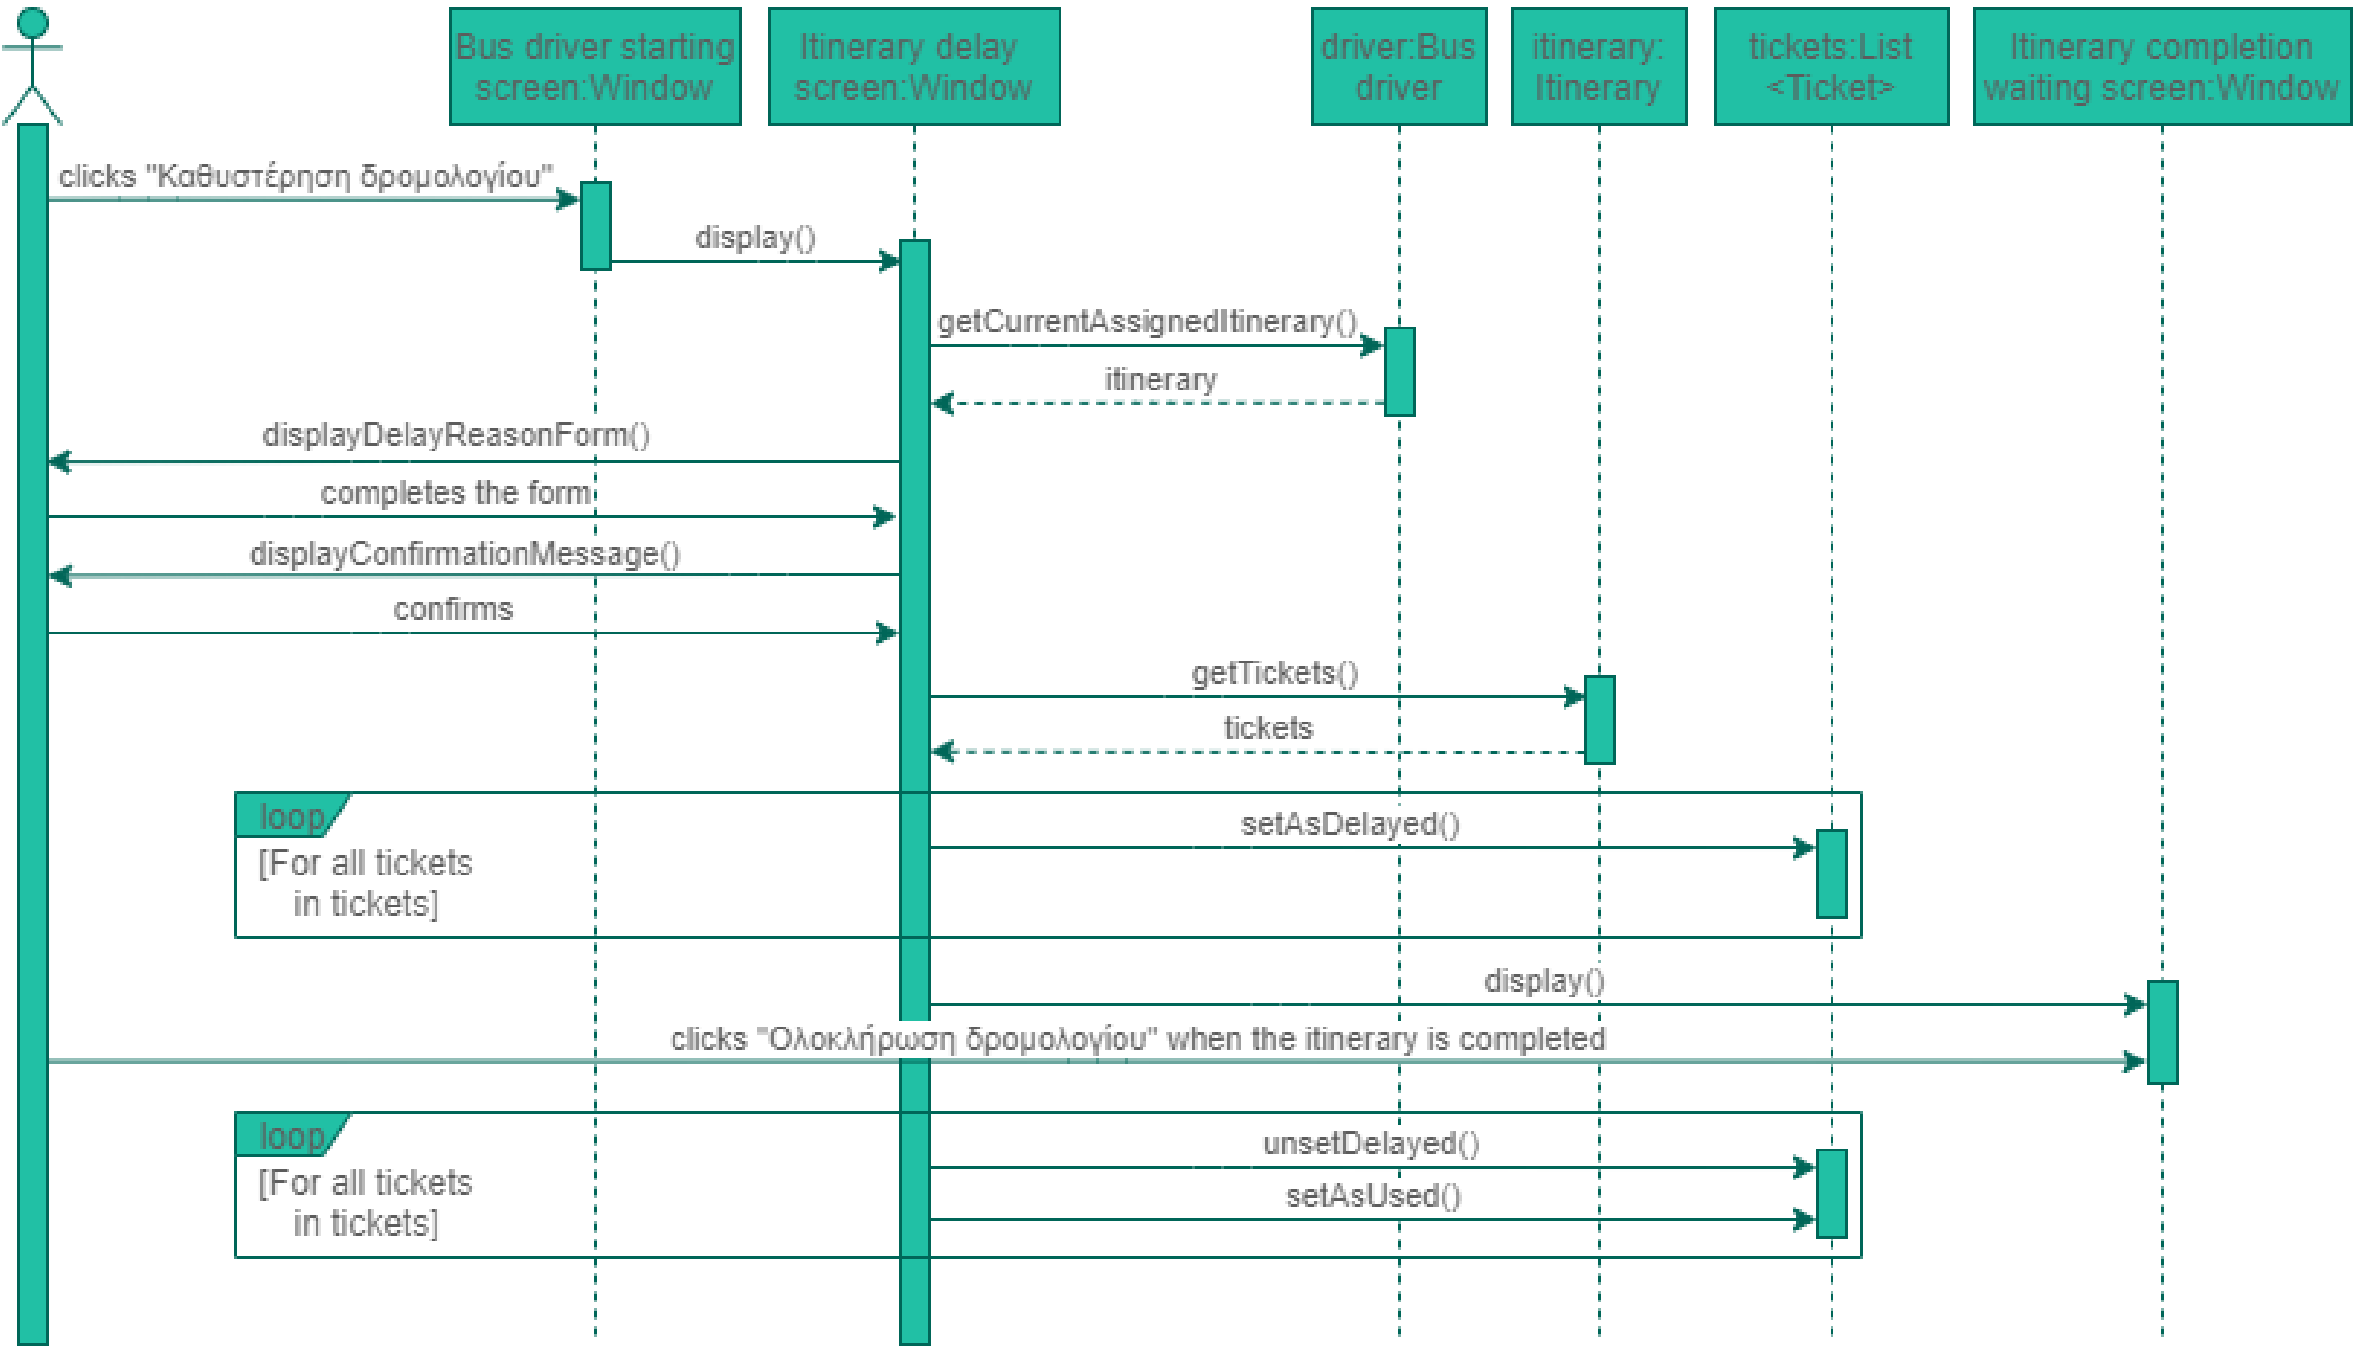 Bus driver starting
screen:Window
Itinerary delay
screen:Window
driver:Bus
driver
itinerary:
Itinerary
tickets:List
<Ticket>
Itinerary completion
waiting screen:Window
clicks "Καθυστέρηση δρομολογίου"
display()
getCurrentAssignedItinerary()
itinerary
displayDelayReasonForm()
completes the form
displayConfirmationMessage()
confirms
getTickets()
tickets
loop
[For all tickets
in tickets]
setAsDelayed()
display()
clicks "Ολοκλήρωση δρομολογίου" when the itinerary is completed
loop
[For all tickets
in tickets]
unsetDelayed()
setAsUsed()